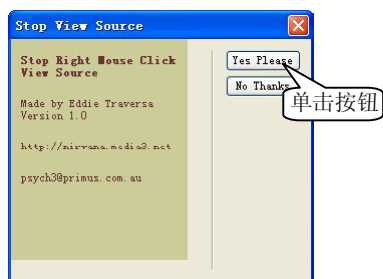 Stop View Source
Stop Right Mouse Click
View Source
Made by Eddie Traversa
Version 1.0
http://nirvana.media3.net
psych3@primus.com.au
Yes Please
No Thanks
单击按钮